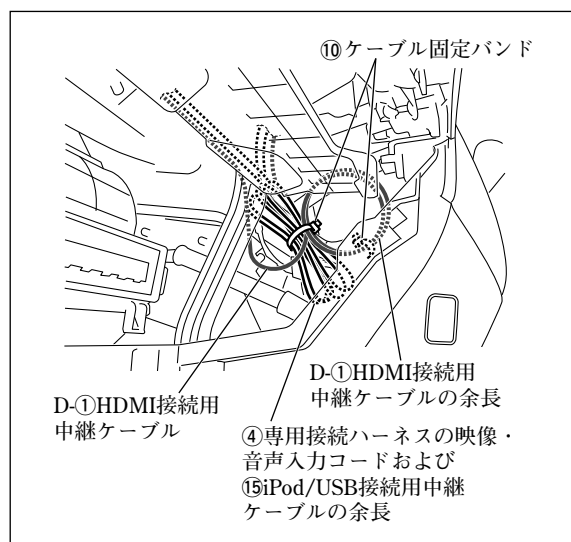 ⑩ケーブル固定バンド
D-①HDMI接続用
中継ケーブルの余長
D-①HDMI接続用
中継ケーブル
④専用接続ハーネスの映像・
音声入力コードおよび
⑮iPod/USB接続用中継
ケーブルの余長